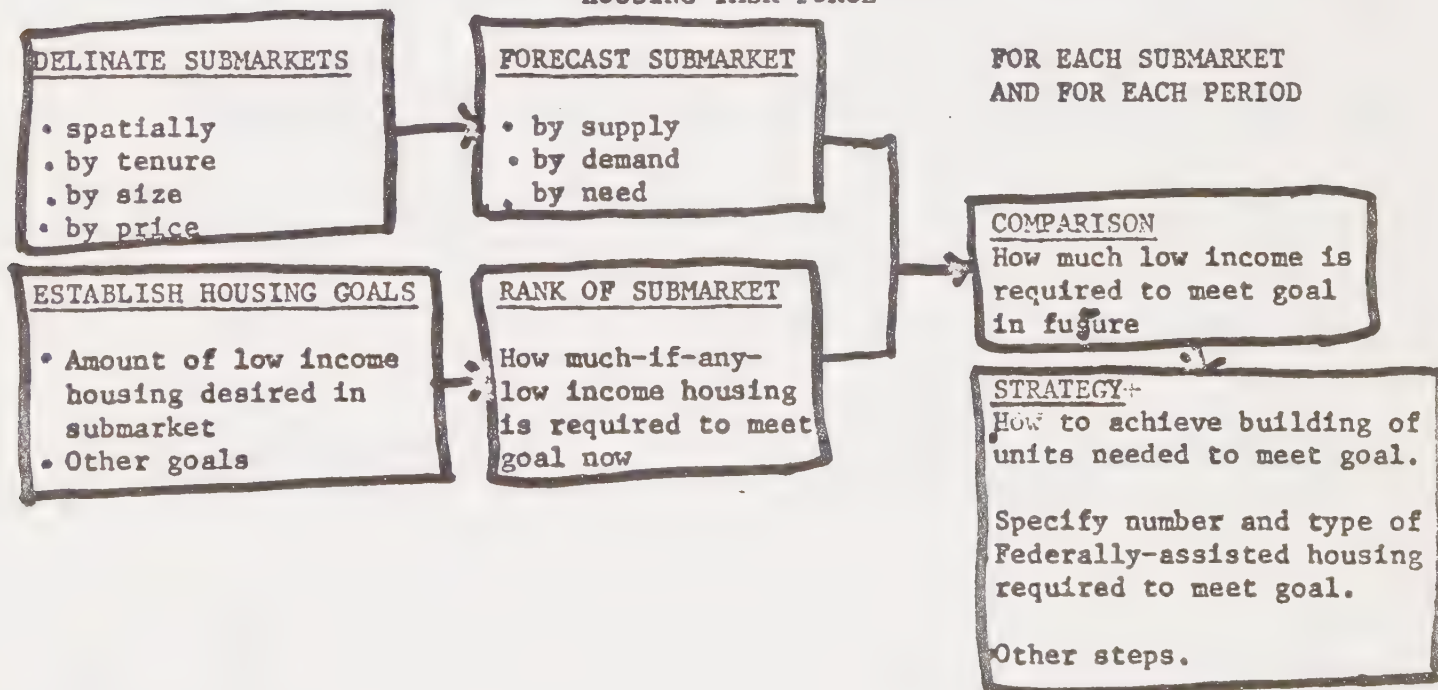 HOUSING TASK FORCE
DELINATE SUBMARKETS
• spatially
• by tenure
• by size
• by price
FORECAST SUBMARKET
• by supply
• by demand
• by need
FOR EACH SUBMARKET
AND FOR EACH PERIOD
ESTABLISH HOUSING GOALS
• Amount of low income
housing desired in
submarket
• Other goals
RANK OF SUBMARKET
How much-if-any-
low income housing
is required to meet
goal now
COMPARISON
How much low income is
required to meet goal
in fugure
STRATEGY
How to achieve building of
units needed to meet goal.
Specify number and type of
Federally-assisted housing
required to meet goal.
Other steps.